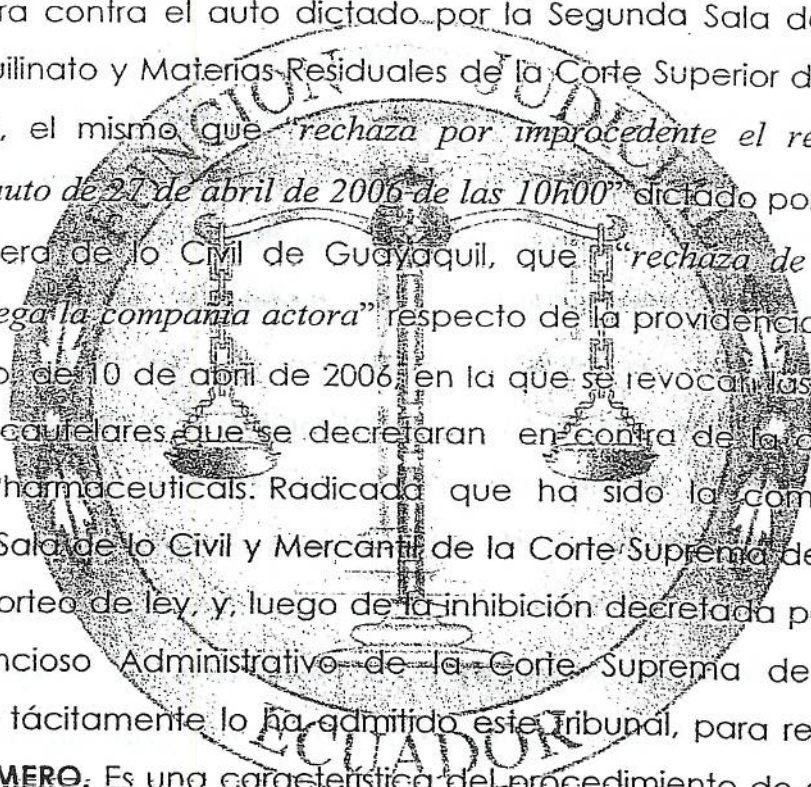 ra contra el auto dictado por la Segunda Sala de
uilinato y Materias Residuales de la Corte Superior d
, el mismo que "rechaza por improcedente el re
auto de 27 de abril de 2006 de las 10h00" dictado po
era de lo Civil de Guayaquil, que "rechaza de
ega la compañía actora" respecto de la providencia
o, de 10 de abril de 2006, en la que se revocan las
cautelares que se decretaran en contra de la c
Pharmaceuticals. Radicada que ha sido la com
Sala de lo Civil y Mercantil de la Corte Suprema de
orteo de ley, y, luego de la inhibición decretada p
ncioso Administrativo de la Corte Suprema de
tácitamente lo ha admitido este Tribunal, para re
MERO. Es una característica del procedimiento de
FUNCION JUDICIAL
ECUADOR